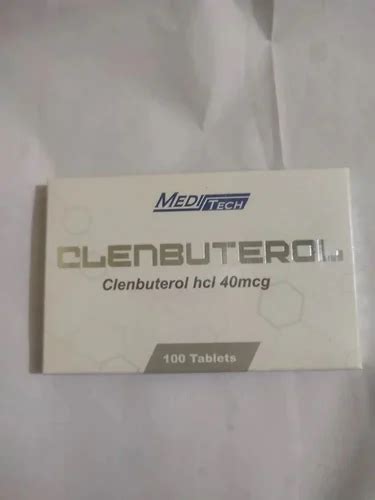 MEDITECH
CLENBUTEROL
Clenbuterol hcl 40mcg
100 Tablets